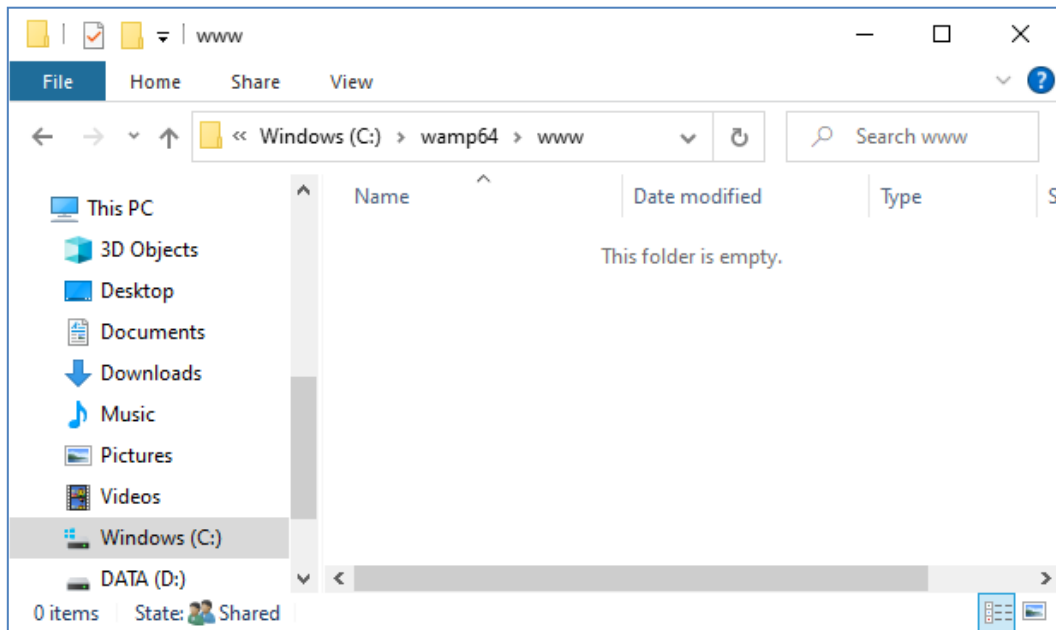 www
File Home Share View ?
« Windows (C:) > wamp64 > www Search www
Name Date modified Type S
This folder is empty.
This PC
3D Objects
Desktop
Documents
Downloads
Music
Pictures
Videos
Windows (C:)
DATA (D:)
0 items State: Shared